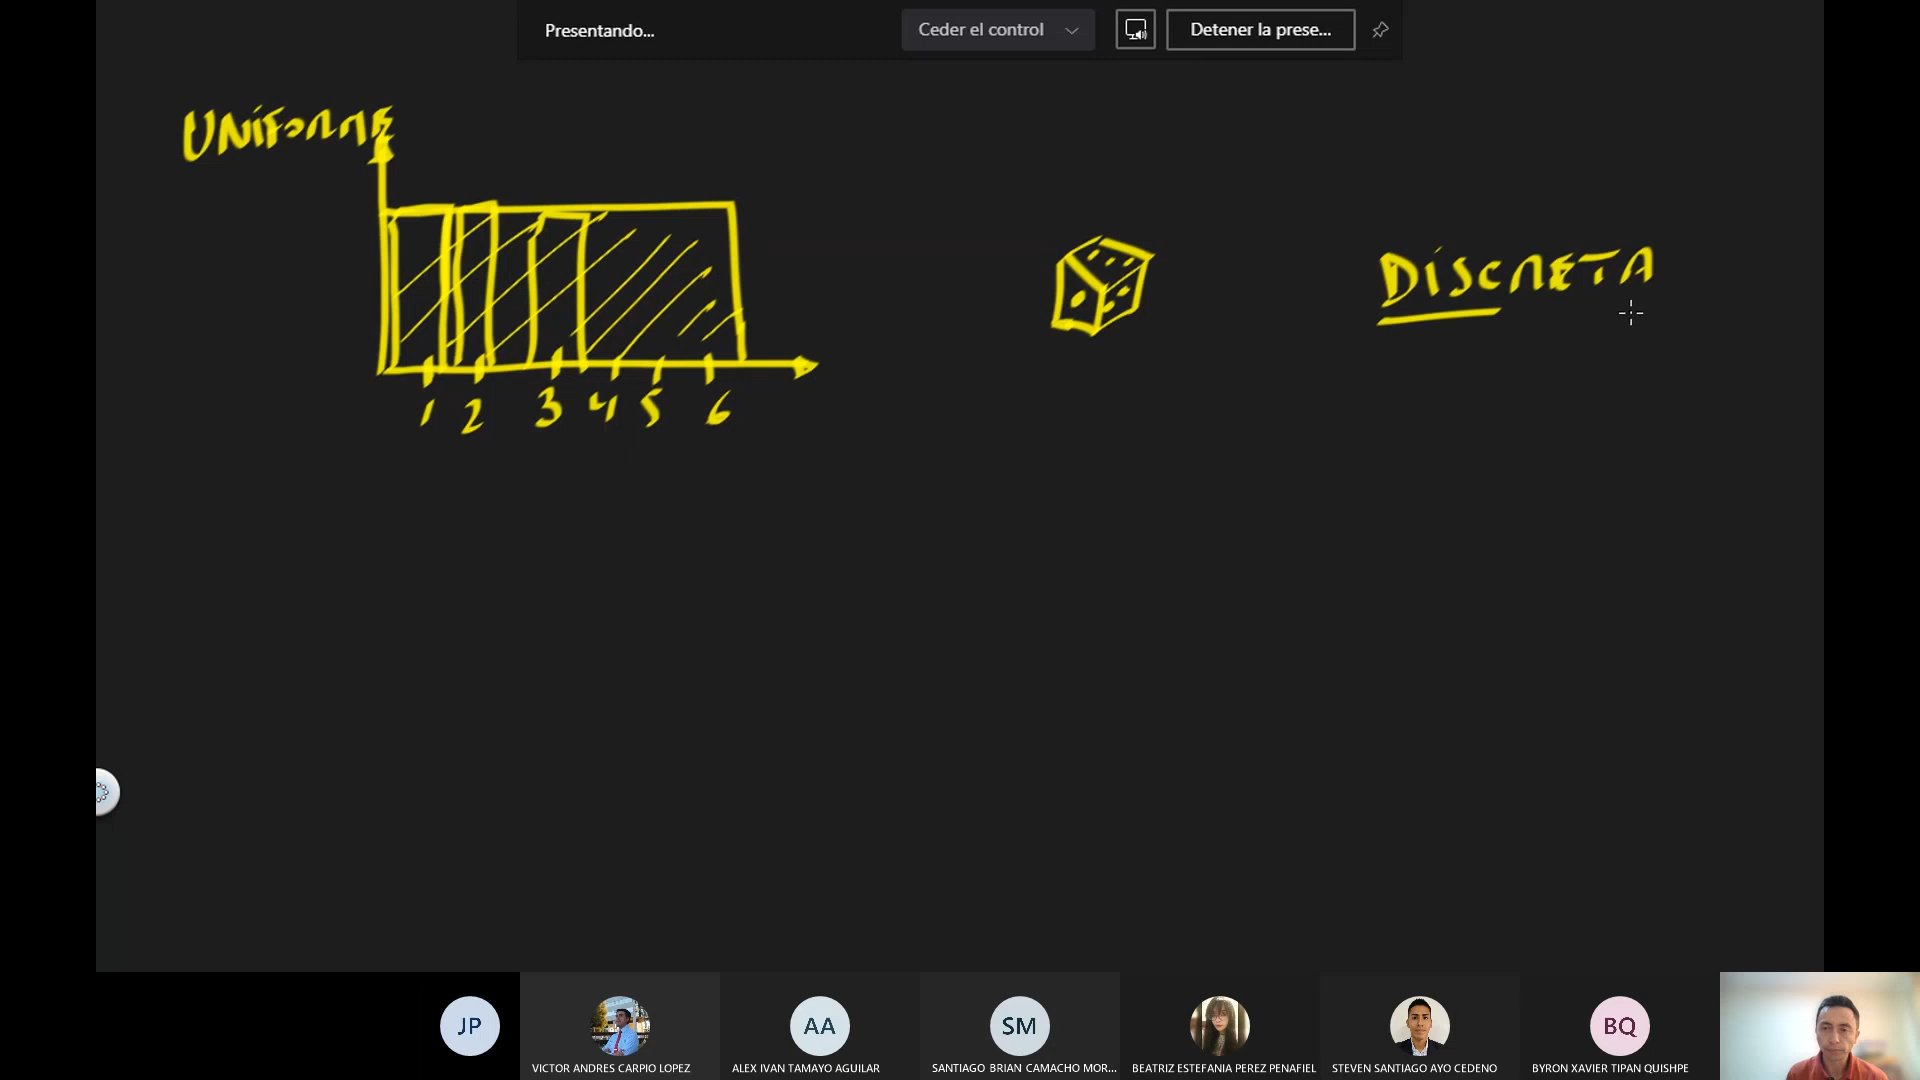 Presentando...
Ceder el control
Detener la prese...
UNIFORME
DISCRETA
1 2 3 4 5 6
JP
AA
SM
BQ
VICTOR ANDRES CARPIO LOPEZ
ALEX IVAN TAMAYO AGUILAR
SANTIAGO BRIAN CAMACHO MOR...
BEATRIZ ESTEFANIA PEREZ PENAFIEL
STEVEN SANTIAGO AYO CEDENO
BYRON XAVIER TIPAN QUISHPE